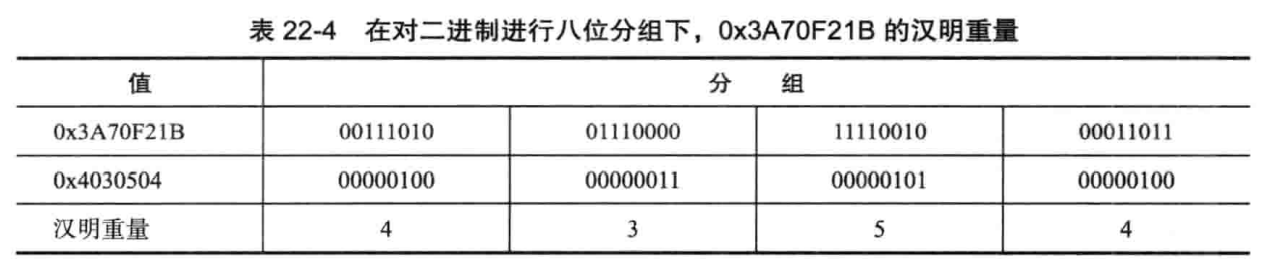 表 22-4 在对二进制进行八位分组下，0x3A70F21B 的汉明重量
值 分 组
0x3A70F21B 00111010 01110000 11110010 00011011
0x4030504 00000100 00000011 00000101 00000100
汉明重量 4 3 5 4